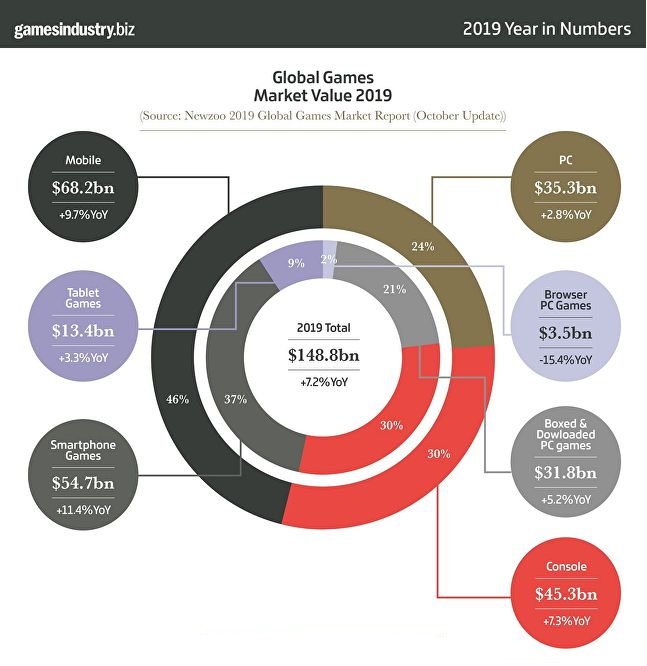 gamesindustry.biz
2019 Year in Numbers
Global Games
Market Value 2019
(Source: Newzoo 2019 Global Games Market Report (October Update))
Mobile
$68.2bn
+9.7%YoY
PC
$35.3bn
+2.8%YoY
24%
9%
2%
21%
Tablet
Games
$13.4bn
+3.3%YoY
Browser
PC Games
$3.5bn
-15.4%YoY
2019 Total
$148.8bn
+7.2%YoY
46%
37%
30%
30%
Smartphone
Games
$54.7bn
+11.4%YoY
Boxed &
Dowloaded
PC games
$31.8bn
+5.2%YoY
Console
$45.3bn
+7.3%YoY